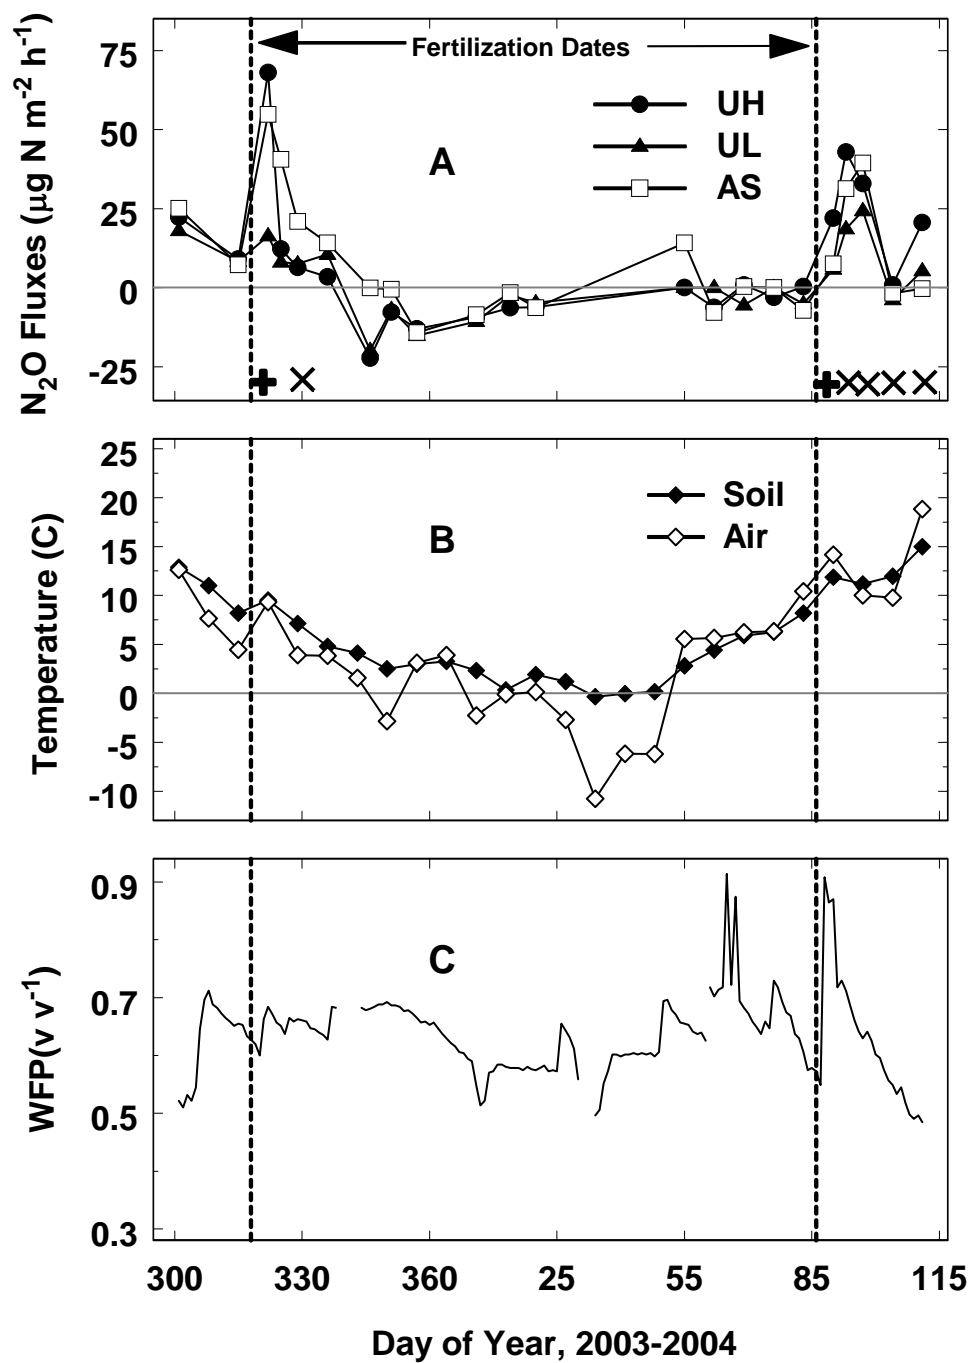 N2O Fluxes (µg N m-2 h-1)
75
50
25
0
-25
Fertilization Dates
UH
UL
AS
A
Temperature (C)
25
20
15
10
5
0
-5
-10
Soil
Air
B
WFP(v v-1)
0.9
0.7
0.5
0.3
C
300 330 360 25 55 85 115
Day of Year, 2003-2004